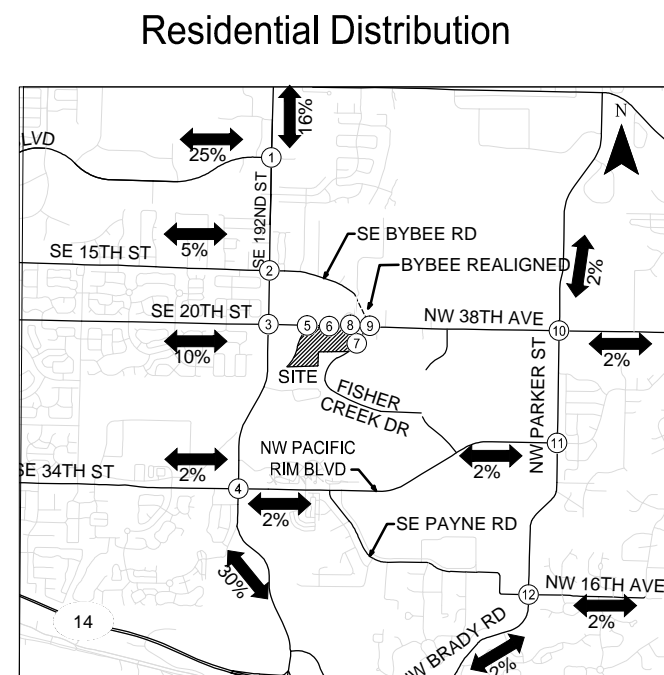 Residential Distribution
16%
N
LVD
25%
1
SE 192ND ST
5%
SE 15TH ST
2
SE BYBEE RD
BYBEE REALIGNED
2%
SE 20TH ST
3
5
6
8
9
7
NW 38TH AVE
10
10%
2%
SITE
FISHER
CREEK DR
NW PARKER ST
11
NW PACIFIC
RIM BLVD
2%
2%
SE 34TH ST
4
2%
SE PAYNE RD
30%
NW 16TH AVE
12
2%
14
NW BRADY RD
2%